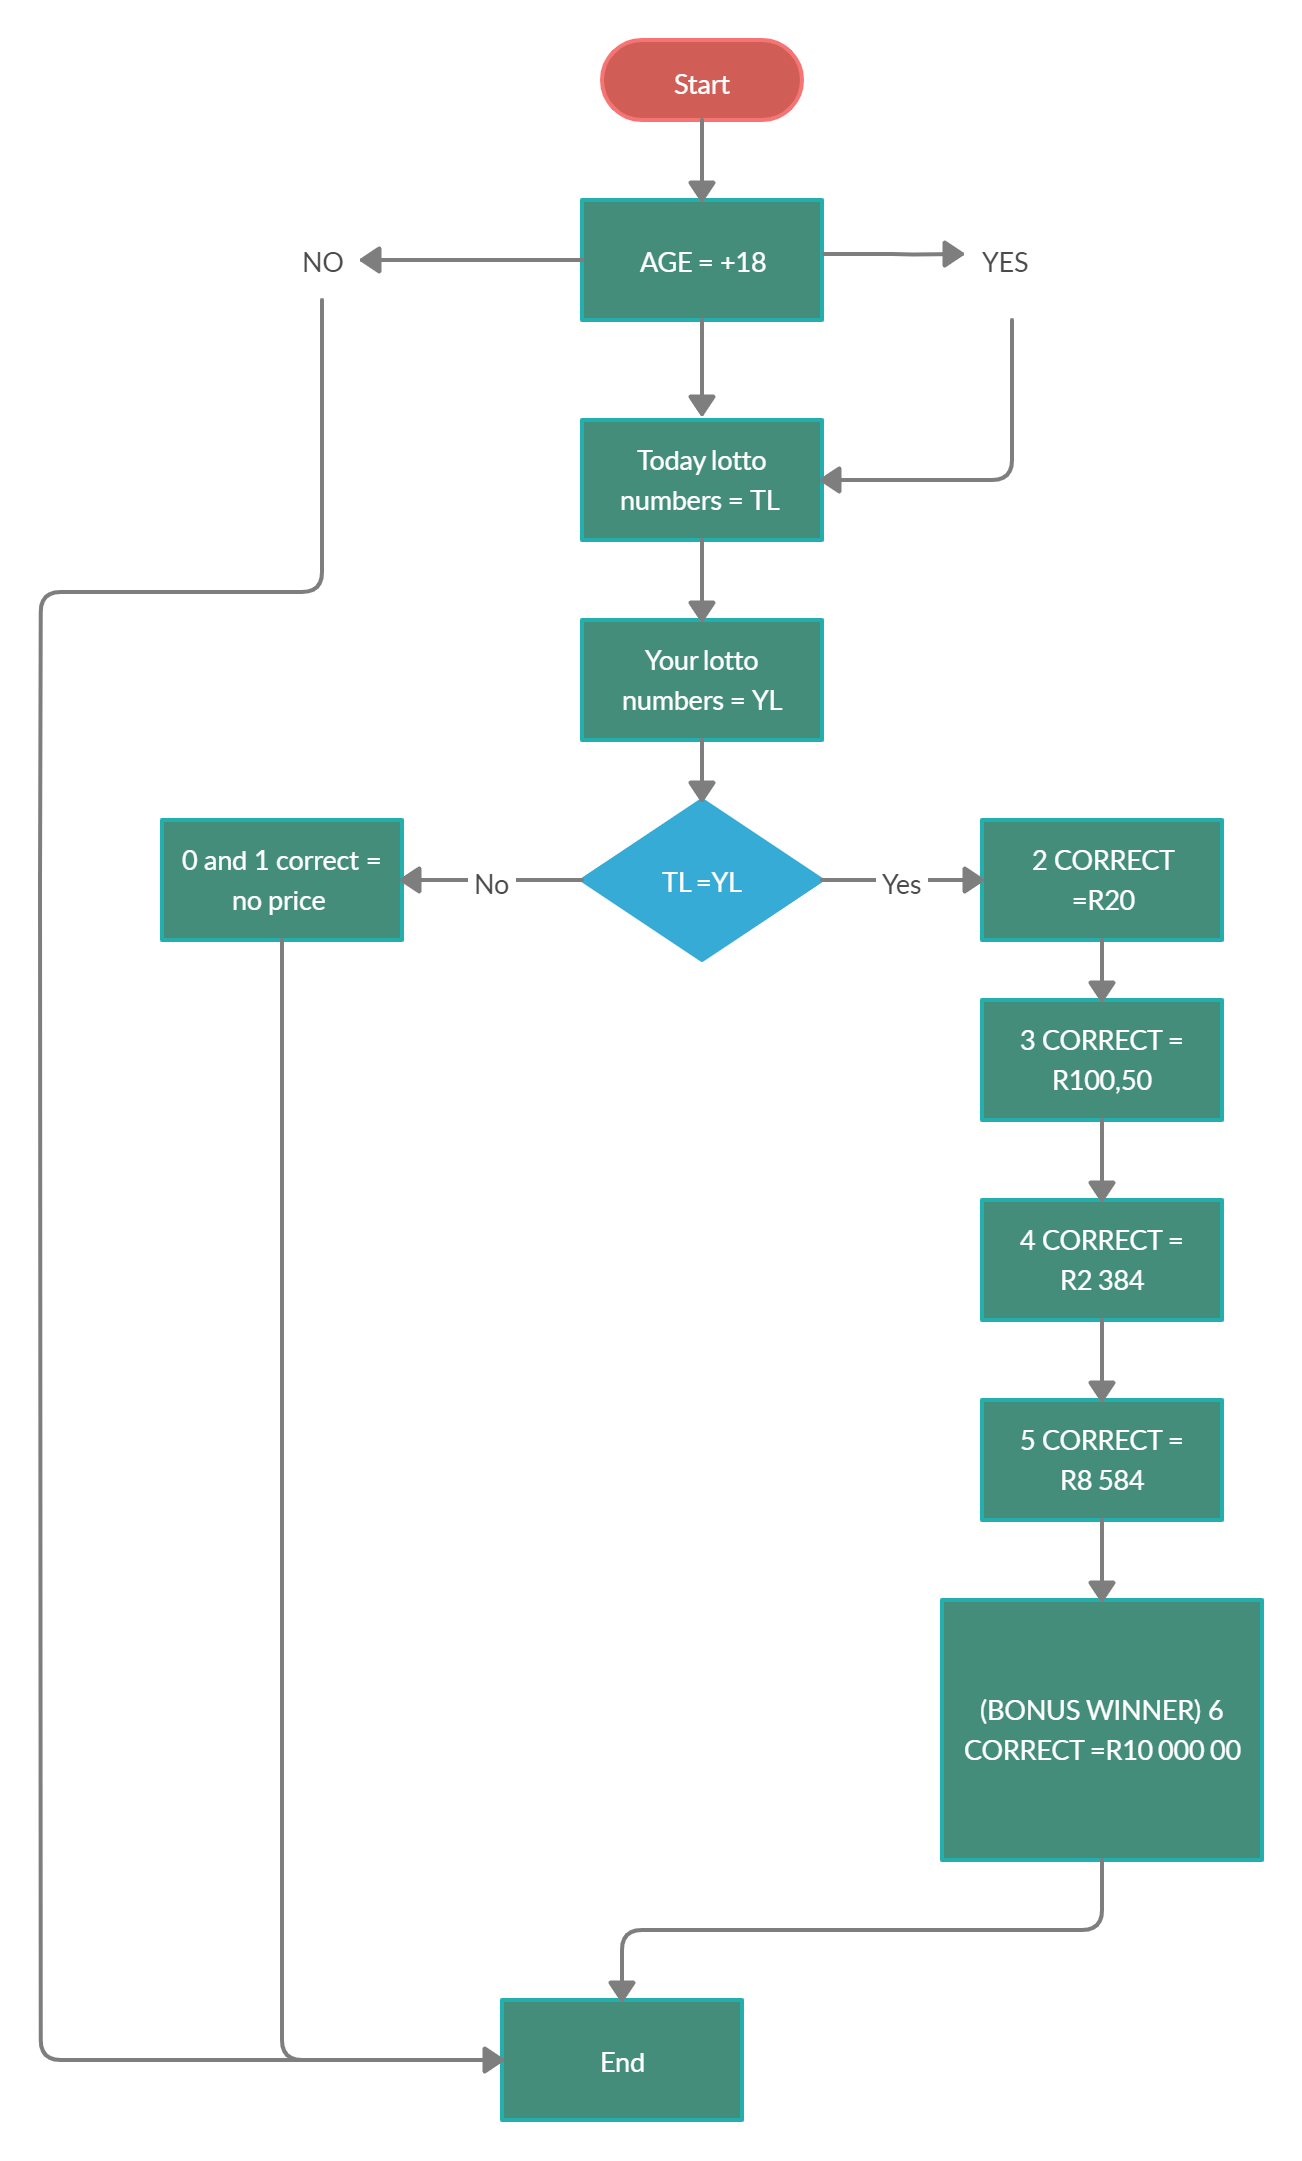 Start
NO
AGE = +18
YES
Today lotto
numbers = TL
Your lotto
numbers = YL
0 and 1 correct =
no price
No
TL =YL
Yes
2 CORRECT
=R20
3 CORRECT =
R100,50
4 CORRECT =
R2 384
5 CORRECT =
R8 584
(BONUS WINNER) 6
CORRECT =R10 000 00
End